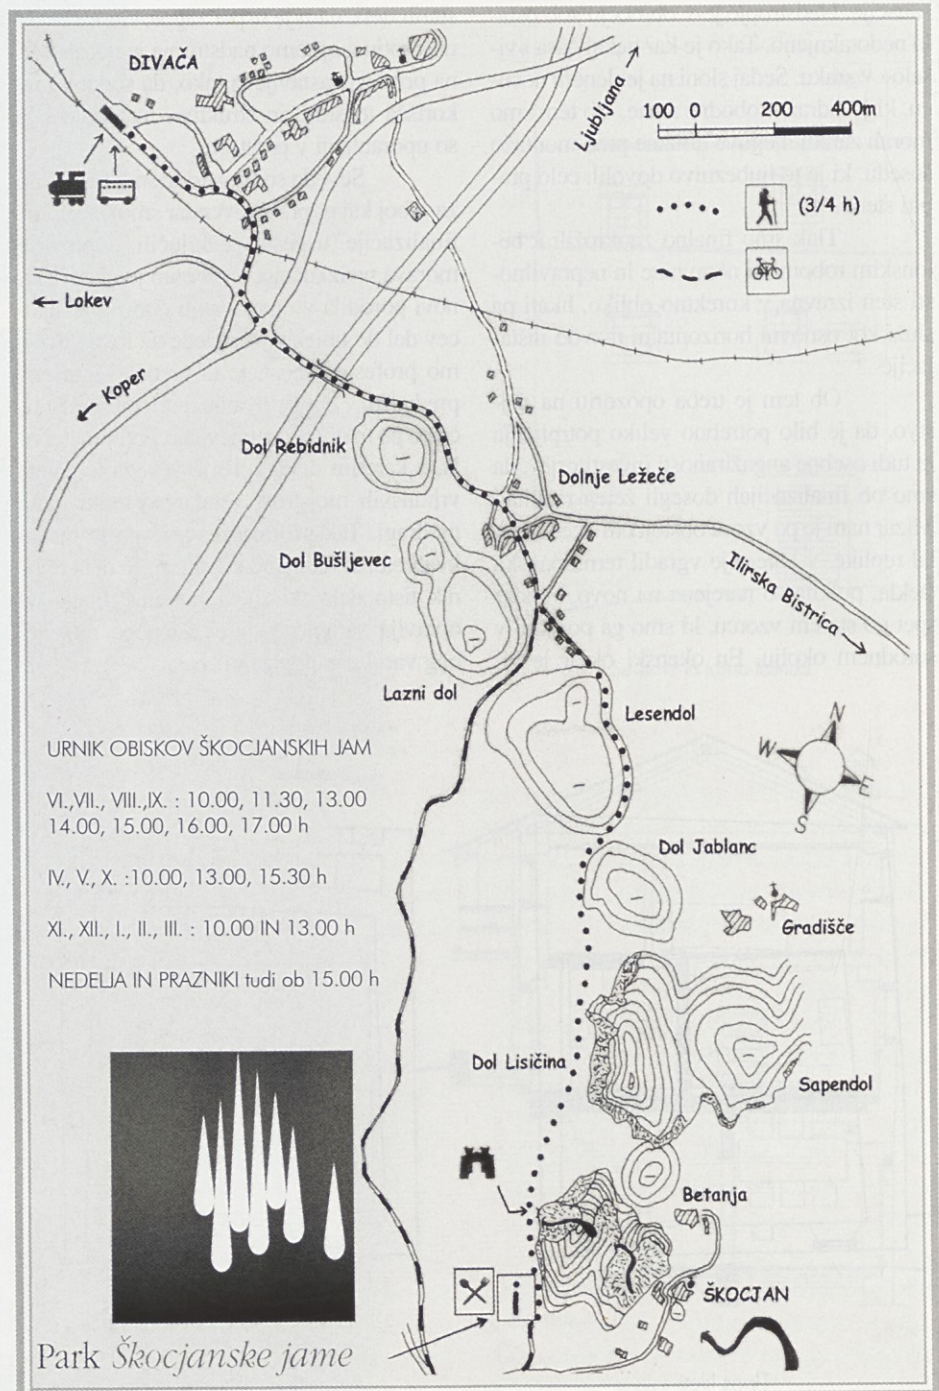 DIVAČA
Ljubljana
100 0 200 400m
(3/4 h)
Lokev
Koper
Dol Rebidnik
Dolnje Ležeče
Dol Bušljevec
Ilirska Bistrica
Lazni dol
Lesendol
N
W
E
S
URNIK OBISKOV ŠKOCJANSKIH JAM
VI.,VII., VIII.,IX. : 10.00, 11.30, 13.00
14.00, 15.00, 16.00, 17.00 h
IV., V., X. :10.00, 13.00, 15.30 h
XI., XII., I., II., III. : 10.00 IN 13.00 h
NEDELJA IN PRAZNIKI tudi ob 15.00 h
Dol Jablanc
Gradišče
Dol Lisičina
Sapendol
Betanja
ŠKOCJAN
i
Park Škocjanske jame